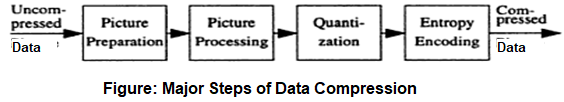 Uncom-
pressed
Data
Picture
Preparation
Picture
Processing
Quanti-
zation
Entropy
Encoding
Com-
pressed
Data
Figure: Major Steps of Data Compression